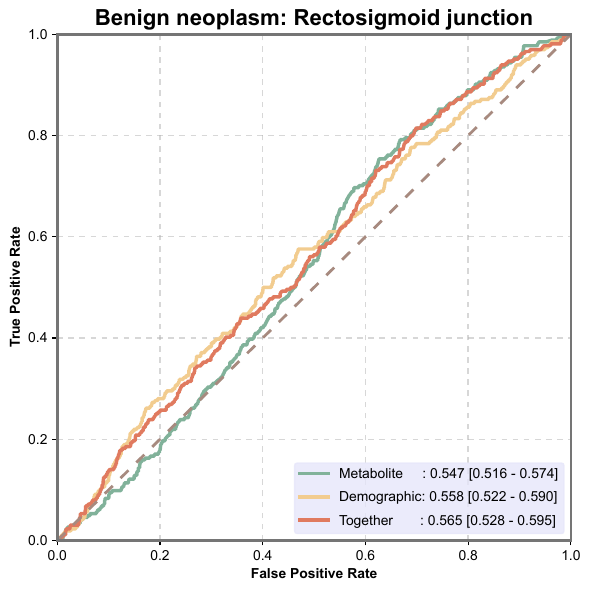 Benign neoplasm: Rectosigmoid junction
True Positive Rate
1.0
0.8
0.6
0.4
0.2
0.0
Metabolite : 0.547 [0.516 - 0.574]
Demographic: 0.558 [0.522 - 0.590]
Together : 0.565 [0.528 - 0.595]
0.0 0.2 0.4 0.6 0.8 1.0
False Positive Rate